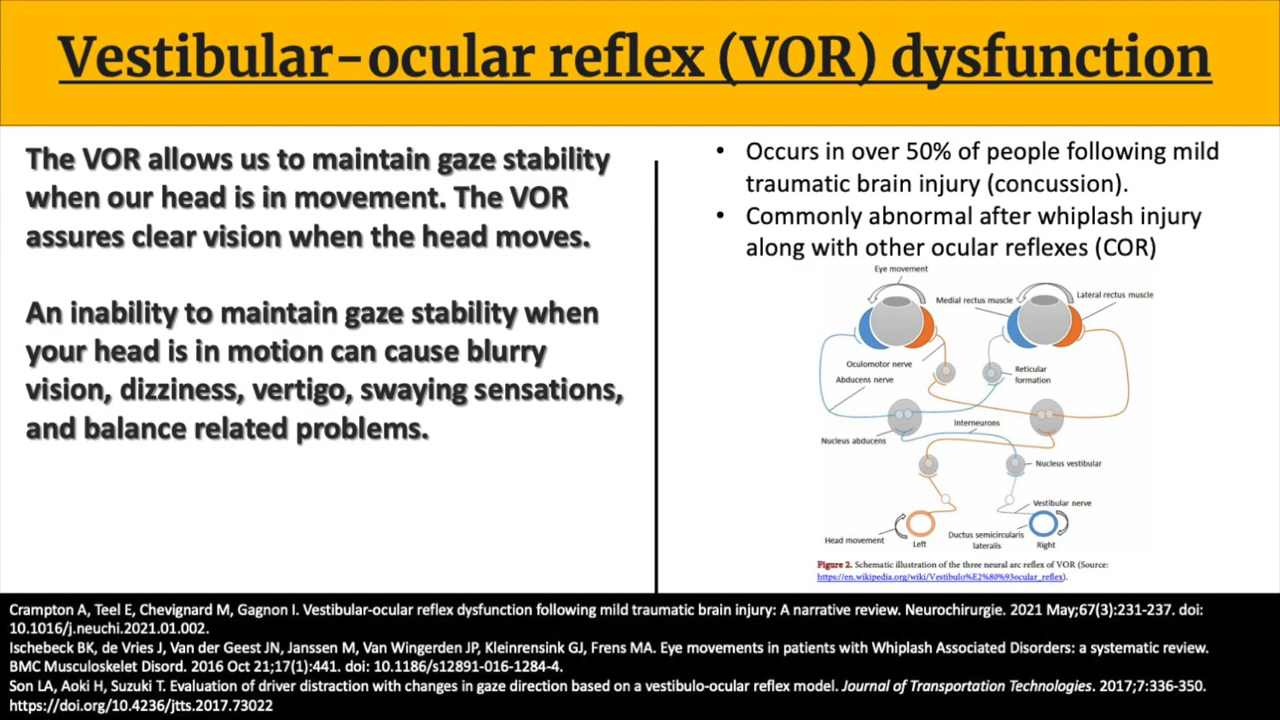 Vestibular-ocular reflex (VOR) dysfunction
The VOR allows us to maintain gaze stability
when our head is in movement. The VOR
assures clear vision when the head moves.
An inability to maintain gaze stability when
your head is in motion can cause blurry
vision, dizziness, vertigo, swaying sensations,
and balance related problems.
• Occurs in over 50% of people following mild
traumatic brain injury (concussion).
• Commonly abnormal after whiplash injury
along with other ocular reflexes (COR)
Eye movement
Medial rectus muscle
Lateral rectus muscle
Oculomotor nerve
Abducens nerve
Reticular
formation
Interneurons
Nucleus abducens
Nucleus vestibular
Vestibular nerve
Head movement
Left
Ductus semicircularis
lateralis
Right
Figure 2. Schematic illustration of the three neural arc reflex of VOR (Source:
https://en.wikipedia.org/wiki/Vestibulo%E2%80%93ocular_reflex).
Crampton A, Teel E, Chevignard M, Gagnon I. Vestibular-ocular reflex dysfunction following mild traumatic brain injury: A narrative review. Neurochirurgie. 2021 May;67(3):231-237. doi:
10.1016/j.neuchi.2021.01.002.
Ischebeck BK, de Vries J, Van der Geest JN, Janssen M, Van Wingerden JP, Kleinrensink GJ, Frens MA. Eye movements in patients with Whiplash Associated Disorders: a systematic review.
BMC Musculoskelet Disord. 2016 Oct 21;17(1):441. doi: 10.1186/s12891-016-1284-4.
Son LA, Aoki H, Suzuki T. Evaluation of driver distraction with changes in gaze direction based on a vestibulo-ocular reflex model. Journal of Transportation Technologies. 2017;7:336-350.
https://doi.org/10.4236/jtts.2017.73022